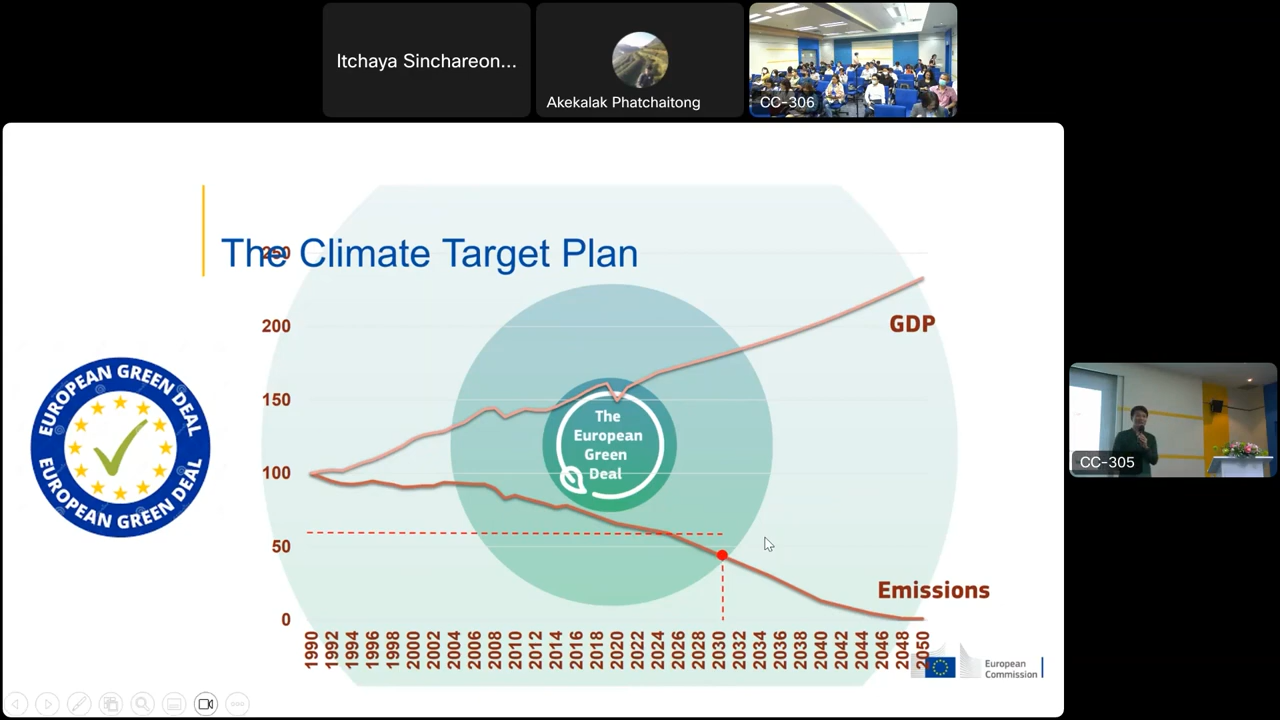 Itchaya Sinchareon...
Akekalak Phatchaitong
CC-306
The Climate Target Plan
250
200
150
100
50
0
GDP
Emissions
The
European
Green
Deal
EUROPEAN GREEN DEAL
EUROPEAN GREEN DEAL
1990
1992
1994
1996
1998
2000
2002
2004
2006
2008
2010
2012
2014
2016
2018
2020
2022
2024
2026
2028
2030
2032
2034
2036
2038
2040
2042
2044
2046
2048
2050
European
Commission
CC-305